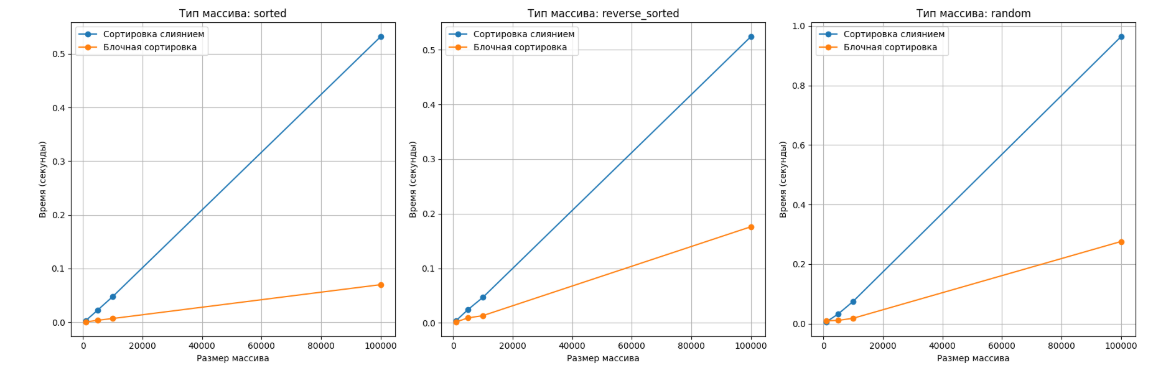 Тип массива: sorted
Сортировка слиянием
Блочная сортировка
0.5
0.4
0.3
0.2
0.1
0.0
Время (секунды)
0 20000 40000 60000 80000 100000
Размер массива
Тип массива: reverse_sorted
Сортировка слиянием
Блочная сортировка
0.5
0.4
0.3
0.2
0.1
0.0
Время (секунды)
0 20000 40000 60000 80000 100000
Размер массива
Тип массива: random
Сортировка слиянием
Блочная сортировка
1.0
0.8
0.6
0.4
0.2
0.0
Время (секунды)
0 20000 40000 60000 80000 100000
Размер массива